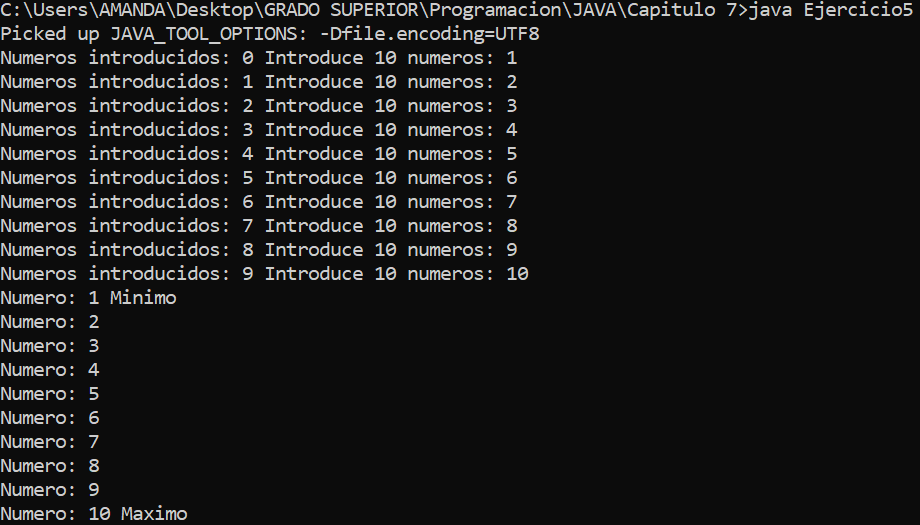 C:\Users\AMANDA\Desktop\GRADO SUPERIOR\Programacion\JAVA\Capitulo 7>java Ejercicio5
Picked up JAVA_TOOL_OPTIONS: -Dfile.encoding=UTF8
Numeros introducidos: 0 Introduce 10 numeros: 1
Numeros introducidos: 1 Introduce 10 numeros: 2
Numeros introducidos: 2 Introduce 10 numeros: 3
Numeros introducidos: 3 Introduce 10 numeros: 4
Numeros introducidos: 4 Introduce 10 numeros: 5
Numeros introducidos: 5 Introduce 10 numeros: 6
Numeros introducidos: 6 Introduce 10 numeros: 7
Numeros introducidos: 7 Introduce 10 numeros: 8
Numeros introducidos: 8 Introduce 10 numeros: 9
Numeros introducidos: 9 Introduce 10 numeros: 10
Numero: 1 Minimo
Numero: 2
Numero: 3
Numero: 4
Numero: 5
Numero: 6
Numero: 7
Numero: 8
Numero: 9
Numero: 10 Maximo